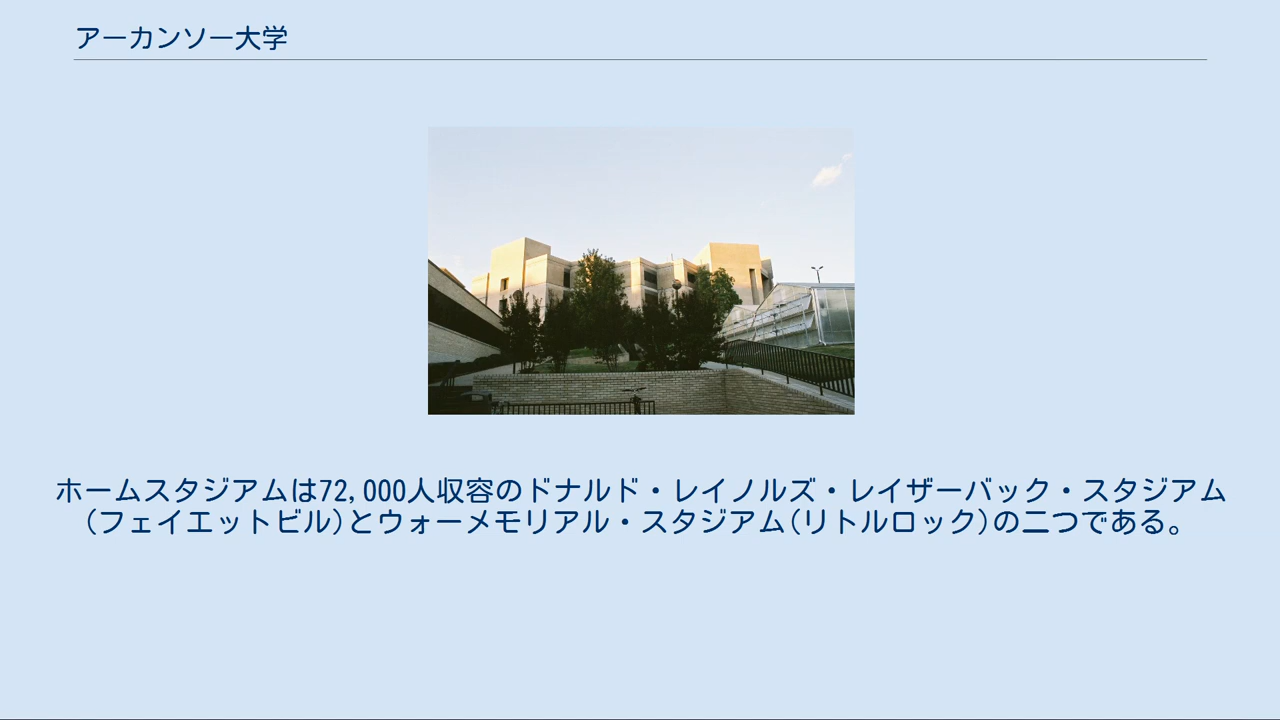 アーカンソー大学
ホームスタジアムは72,000人収容のドナルド・レイノルズ・レイザーバック・スタジアム
(フェイエットビル)とウォーメモリアル・スタジアム(リトルロック)の二つである。